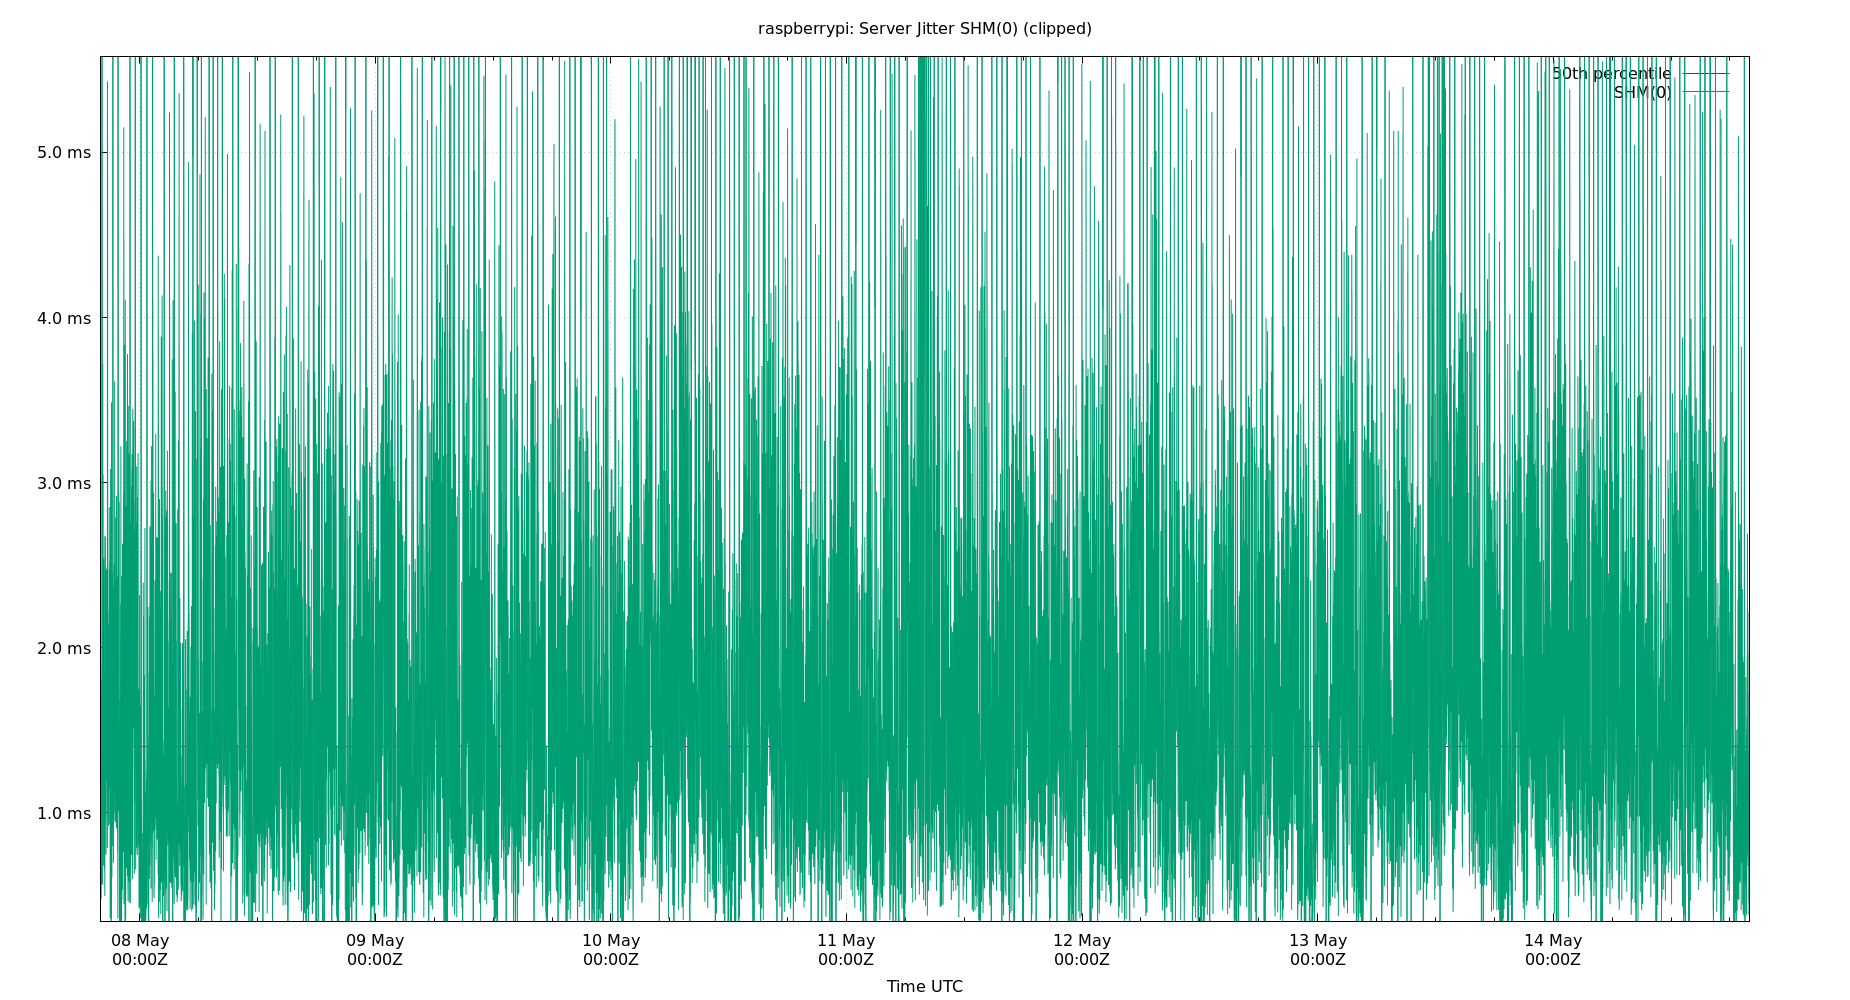 raspberrypi: Server Jitter SHM(0) (clipped)
50th percentile
SHM(0)
5.0 ms
4.0 ms
3.0 ms
2.0 ms
1.0 ms
08 May 09 May 10 May 11 May 12 May 13 May 14 May
00:00Z 00:00Z 00:00Z 00:00Z 00:00Z 00:00Z 00:00Z
Time UTC